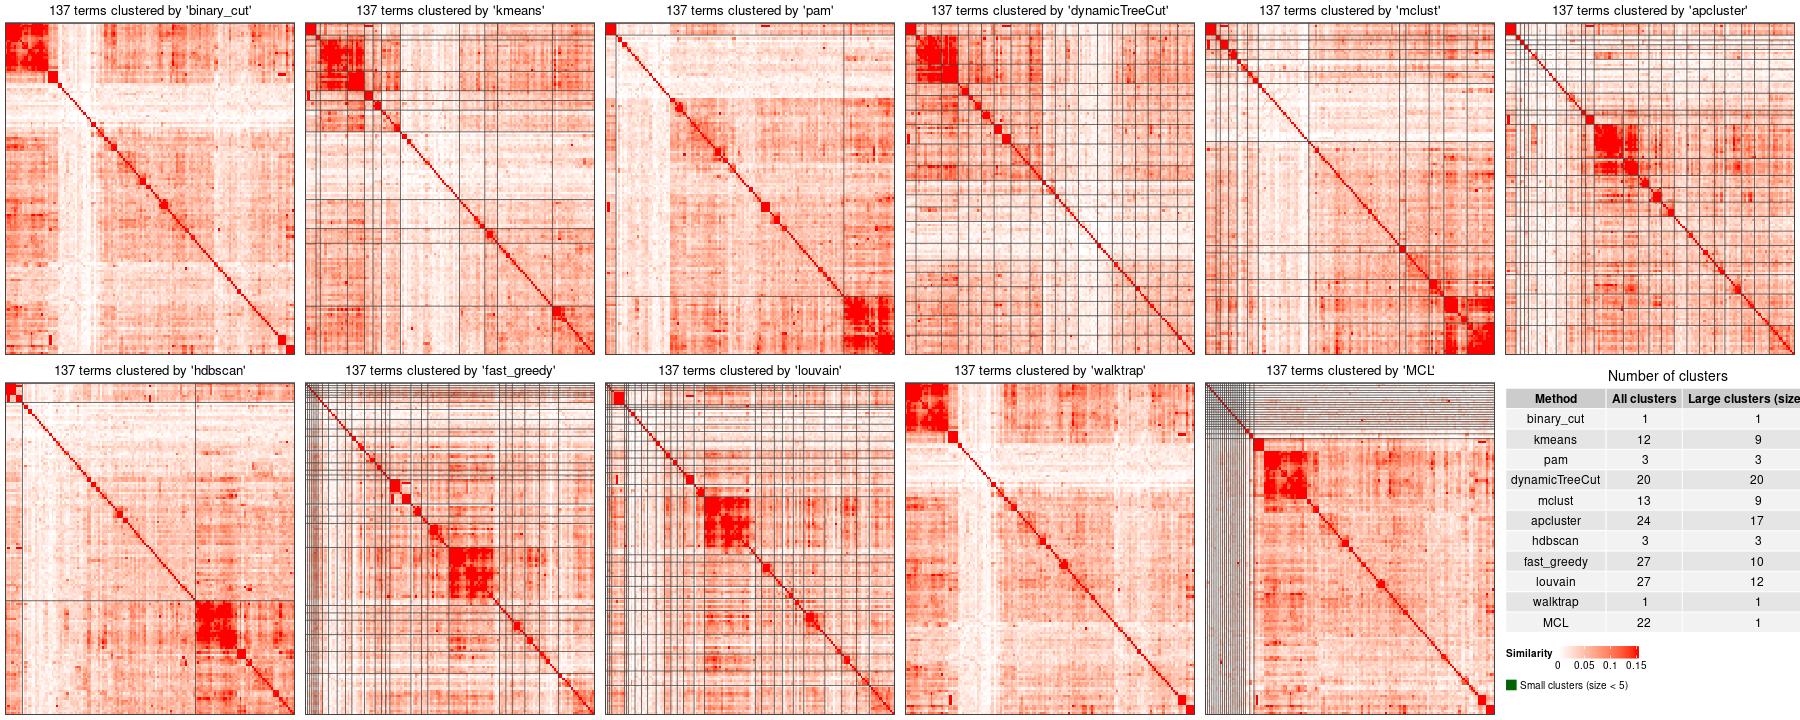 137 terms clustered by 'binary_cut'
137 terms clustered by 'kmeans'
137 terms clustered by 'pam'
137 terms clustered by 'dynamicTreeCut'
137 terms clustered by 'mclust'
137 terms clustered by 'apcluster'
137 terms clustered by 'hdbscan'
137 terms clustered by 'fast_greedy'
137 terms clustered by 'louvain'
137 terms clustered by 'walktrap'
137 terms clustered by 'MCL'
Number of clusters
Method All clusters Large clusters (size
binary_cut 1 1
kmeans 12 9
pam 3 3
dynamicTreeCut 20 20
mclust 13 9
apcluster 24 17
hdbscan 3 3
fast_greedy 27 10
louvain 27 12
walktrap 1 1
MCL 22 1
Similarity
0 0.05 0.1 0.15
Small clusters (size < 5)